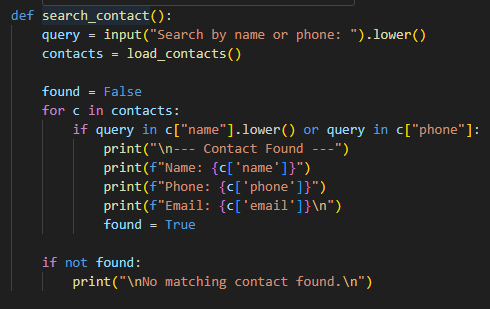 def search_contact():
    query = input("Search by name or phone: ").lower()
    contacts = load_contacts()

    found = False
    for c in contacts:
        if query in c["name"].lower() or query in c["phone"]:
            print("\n--- Contact Found ---")
            print(f"Name: {c['name']}")
            print(f"Phone: {c['phone']}")
            print(f"Email: {c['email']}\n")
            found = True

    if not found:
        print("\nNo matching contact found.\n")